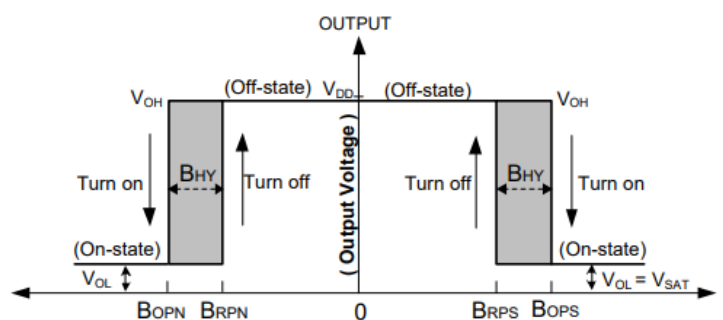 OUTPUT
(Off-state) VDD (Off-state)
VOH VOH
Turn on BHY Turn off Turn off BHY Turn on
( Output Voltage)
(On-state) (On-state)
VOL VOL = VSAT
BOPN BRPN 0 BRPS BOPS